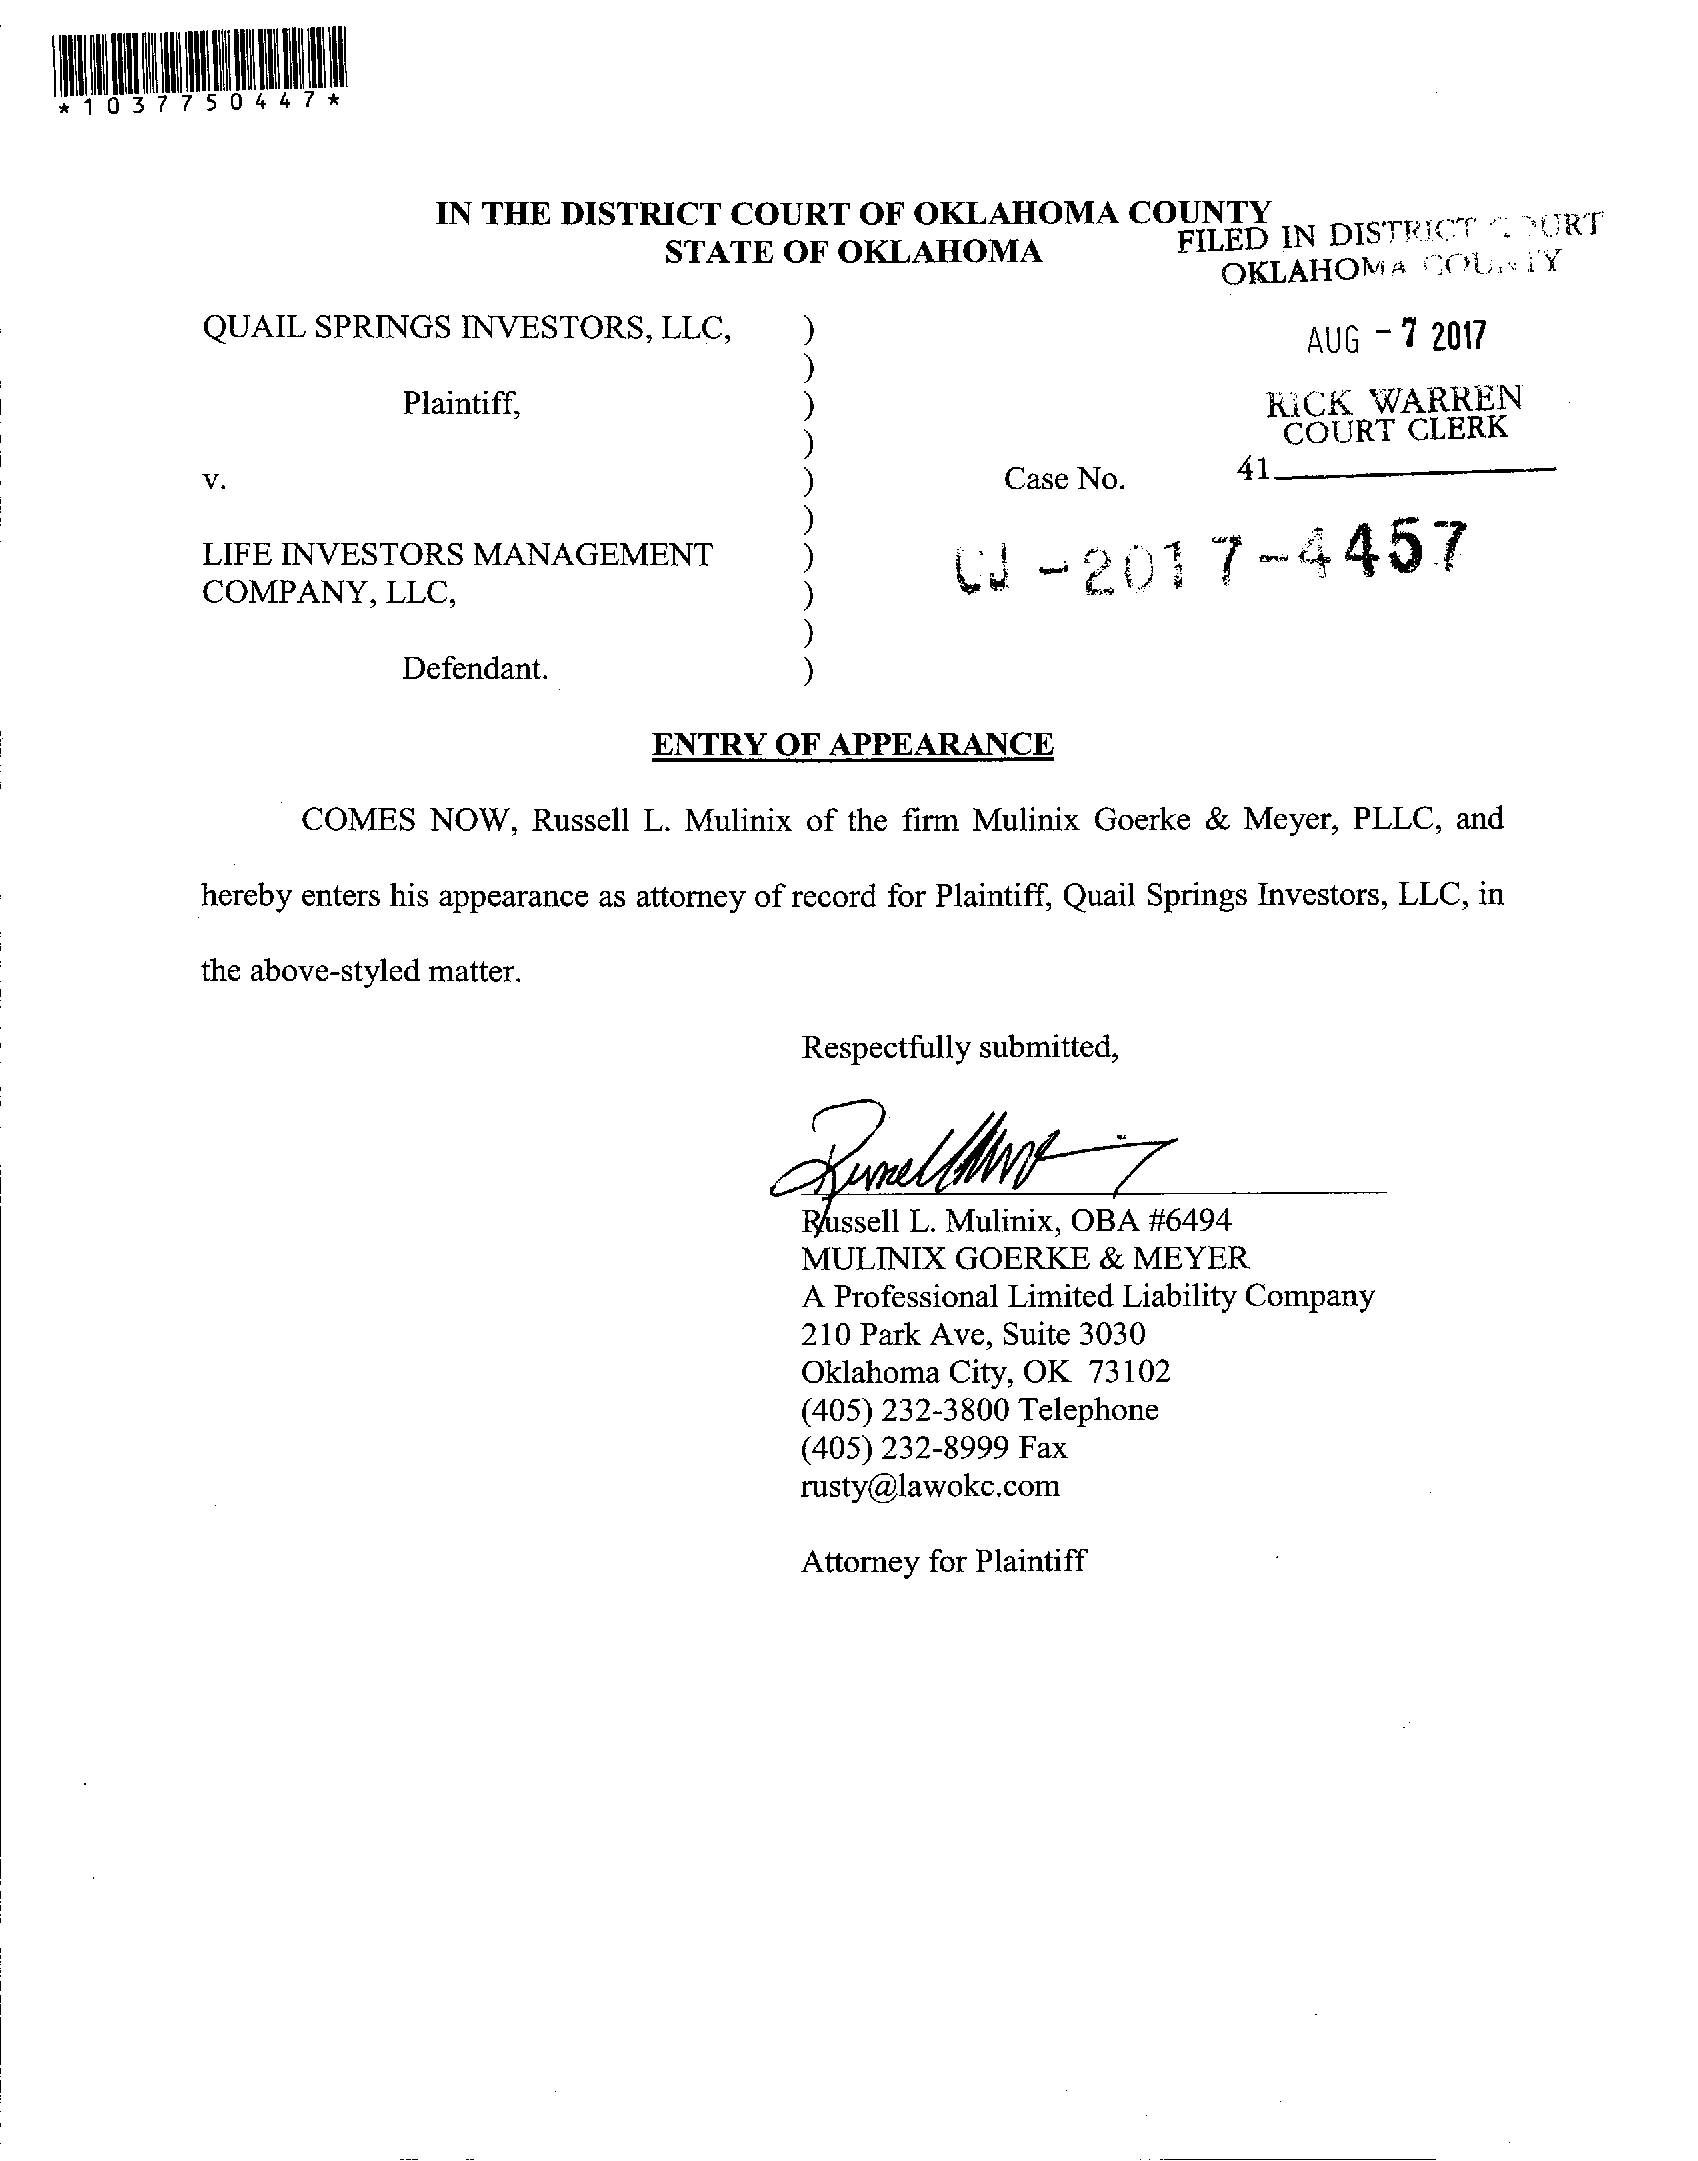 *1037750447*
IN THE DISTRICT COURT OF OKLAHOMA COUNTY
STATE OF OKLAHOMA
FILED IN DISTRICT COURT
OKLAHOMA COUNTY
AUG - 7 2017
RICK WARREN
COURT CLERK
41
QUAIL SPRINGS INVESTORS, LLC, )
)
Plaintiff, )
)
v. ) Case No.
)
LIFE INVESTORS MANAGEMENT )
COMPANY, LLC, )
)
Defendant. )
CJ - 2017 - 4457
ENTRY OF APPEARANCE
COMES NOW, Russell L. Mulinix of the firm Mulinix Goerke & Meyer, PLLC, and
hereby enters his appearance as attorney of record for Plaintiff, Quail Springs Investors, LLC, in
the above-styled matter.
Respectfully submitted,
Russell L. Mulinix, OBA #6494
MULINIX GOERKE & MEYER
A Professional Limited Liability Company
210 Park Ave, Suite 3030
Oklahoma City, OK 73102
(405) 232-3800 Telephone
(405) 232-8999 Fax
rusty@lawokc.com
Attorney for Plaintiff